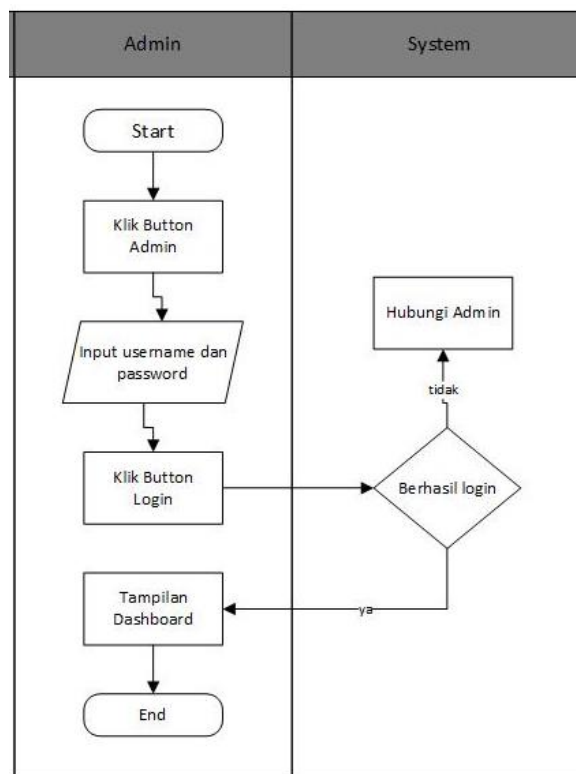 Admin
System
Start
Klik Button
Admin
Hubungi Admin
Input username dan
password
tidak
Klik Button
Login
Berhasil login
Tampilan
Dashboard
ya
End